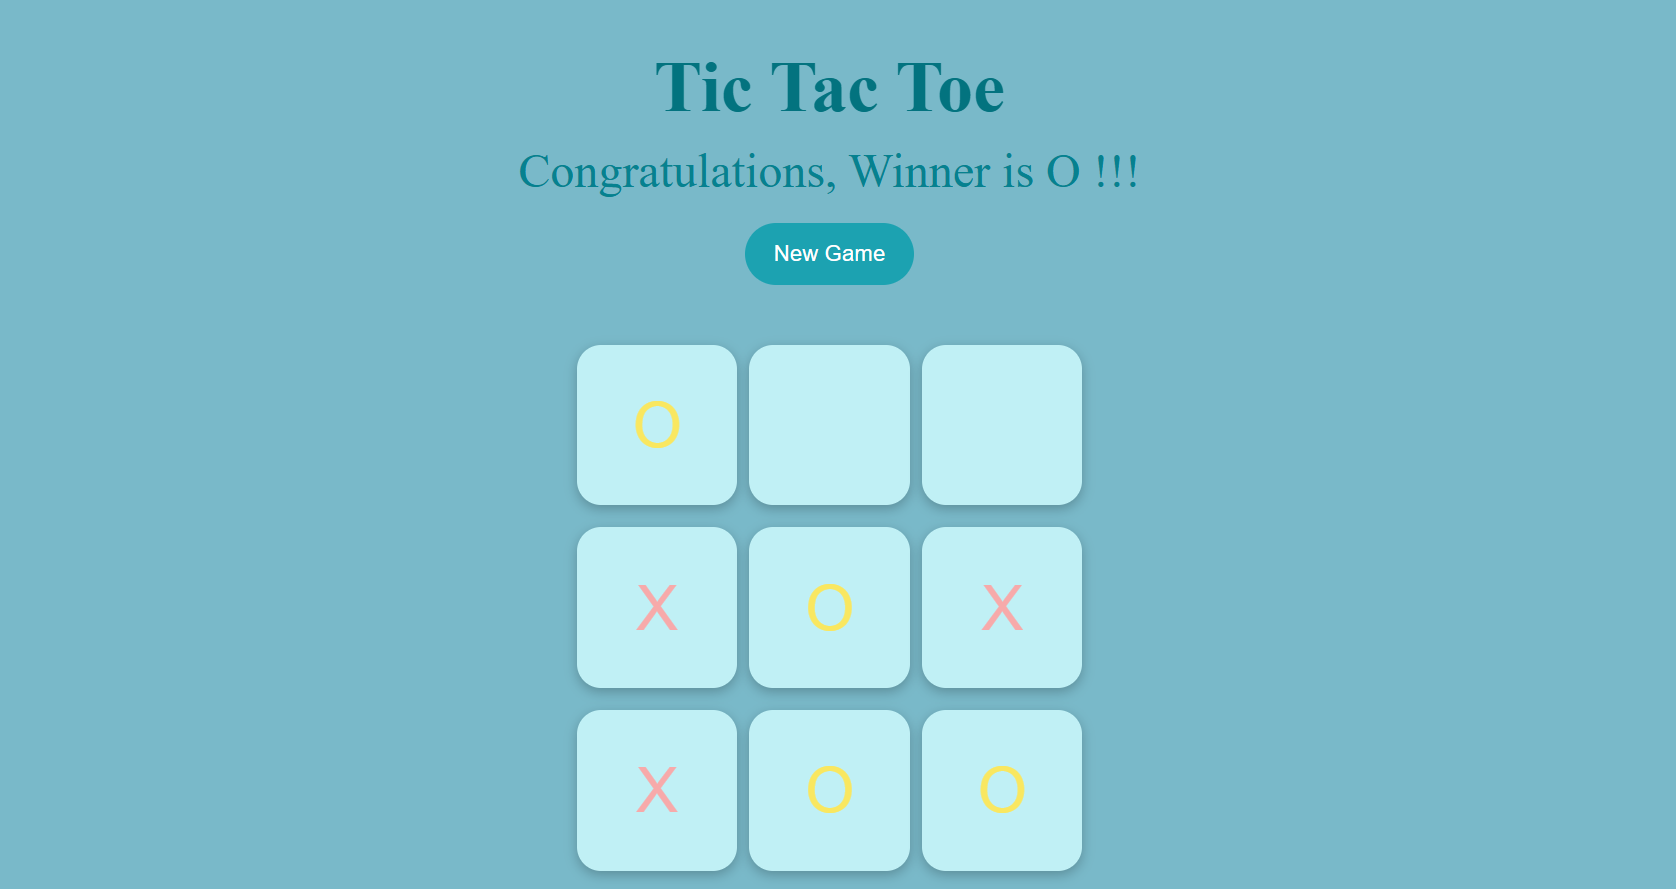 Tic Tac Toe
Congratulations, Winner is O !!!
New Game
O
X O X
X O O